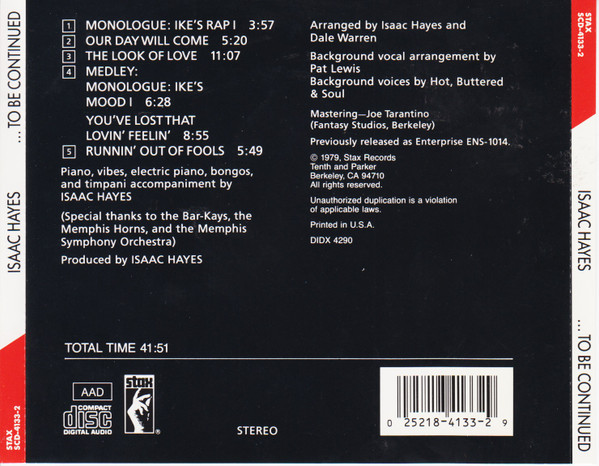 1 MONOLOGUE: IKE'S RAP I 3:57
2 OUR DAY WILL COME 5:20
3 THE LOOK OF LOVE 11:07
4 MEDLEY:
MONOLOGUE: IKE'S
MOOD I 6:28
YOU'VE LOST THAT
LOVIN' FEELIN' 8:55
5 RUNNIN' OUT OF FOOLS 5:49
Piano, vibes, electric piano, bongos,
and timpani accompaniment by
ISAAC HAYES
(Special thanks to the Bar-Kays, the
Memphis Horns, and the Memphis
Symphony Orchestra)
Produced by ISAAC HAYES
Arranged by Isaac Hayes and
Dale Warren
Background vocal arrangement by
Pat Lewis
Background voices by Hot, Buttered
& Soul
Mastering—Joe Tarantino
(Fantasy Studios, Berkeley)
Previously released as Enterprise ENS-1014.
© 1979, Stax Records
Tenth and Parker
Berkeley, CA 94710
All rights reserved.
Unauthorized duplication is a violation
of applicable laws.
Printed in U.S.A.
DIDX 4290
TOTAL TIME 41:51
AAD
COMPACT
disc
DIGITAL AUDIO
stax
STEREO
0 25218-4133-2 9
STAX
SCD-4133-2
ISAAC HAYES ... TO BE CONTINUED
STAX
SCD-4133-2
ISAAC HAYES ... TO BE CONTINUED